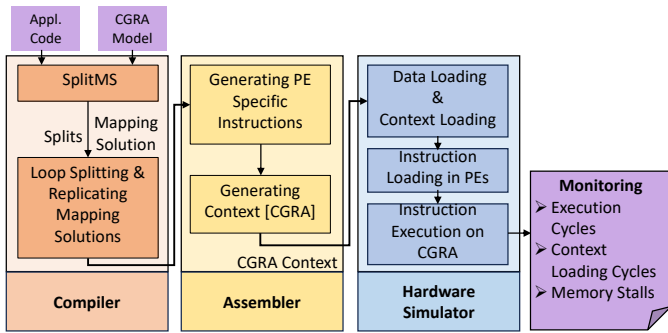 Appl.
Code
CGRA
Model
SplitMS
Splits
Mapping
Solution
Loop Splitting &
Replicating
Mapping
Solutions
Compiler
Generating PE
Specific
Instructions
Generating
Context [CGRA]
CGRA Context
Assembler
Data Loading
&
Context Loading
Instruction
Loading in PEs
Instruction
Execution on
CGRA
Hardware
Simulator
Monitoring
➢ Execution
Cycles
➢ Context
Loading Cycles
➢ Memory Stalls